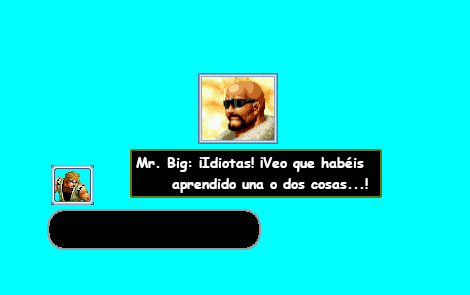 Mr. Big: ¡Idiotas! ¡Veo que habéis
aprendido una o dos cosas...!